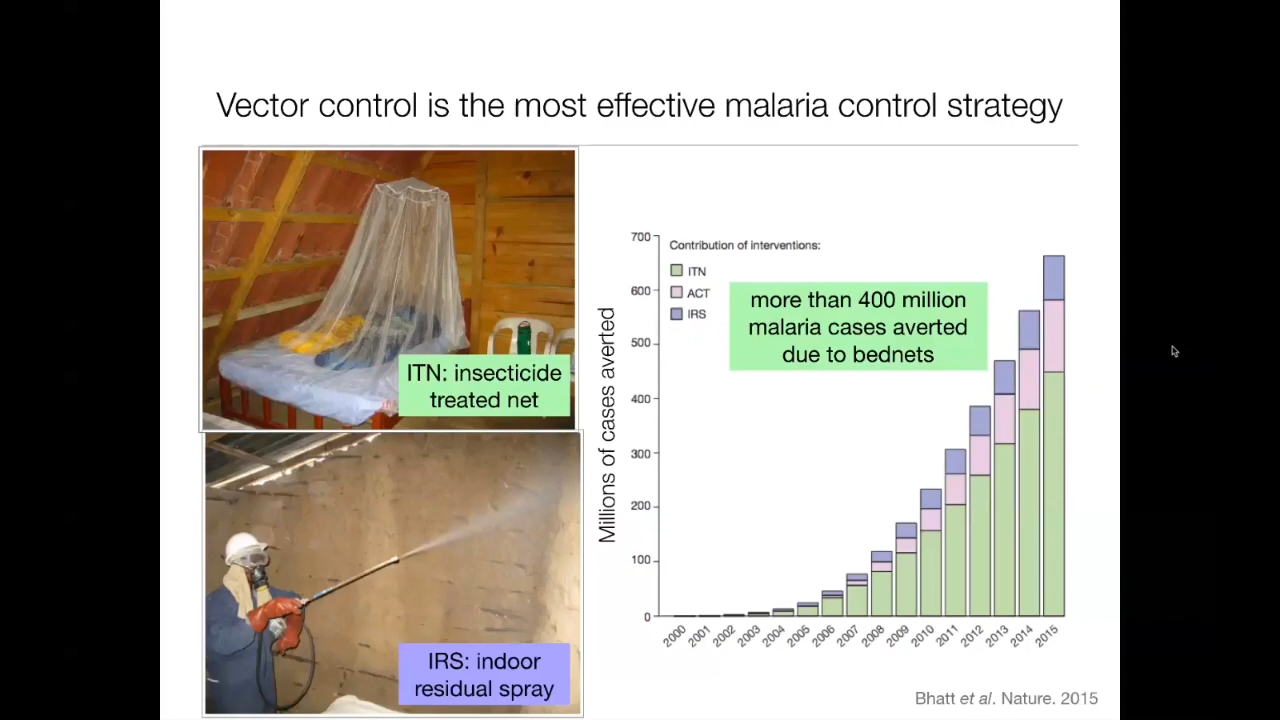 Vector control is the most effective malaria control strategy
ITN: insecticide
treated net
IRS: indoor
residual spray
Millions of cases averted
700
600
500
400
300
200
100
0
Contribution of interventions:
ITN
ACT
IRS
more than 400 million
malaria cases averted
due to bednets
2000
2001
2002
2003
2004
2005
2006
2007
2008
2009
2010
2011
2012
2013
2014
2015
Bhatt et al. Nature. 2015